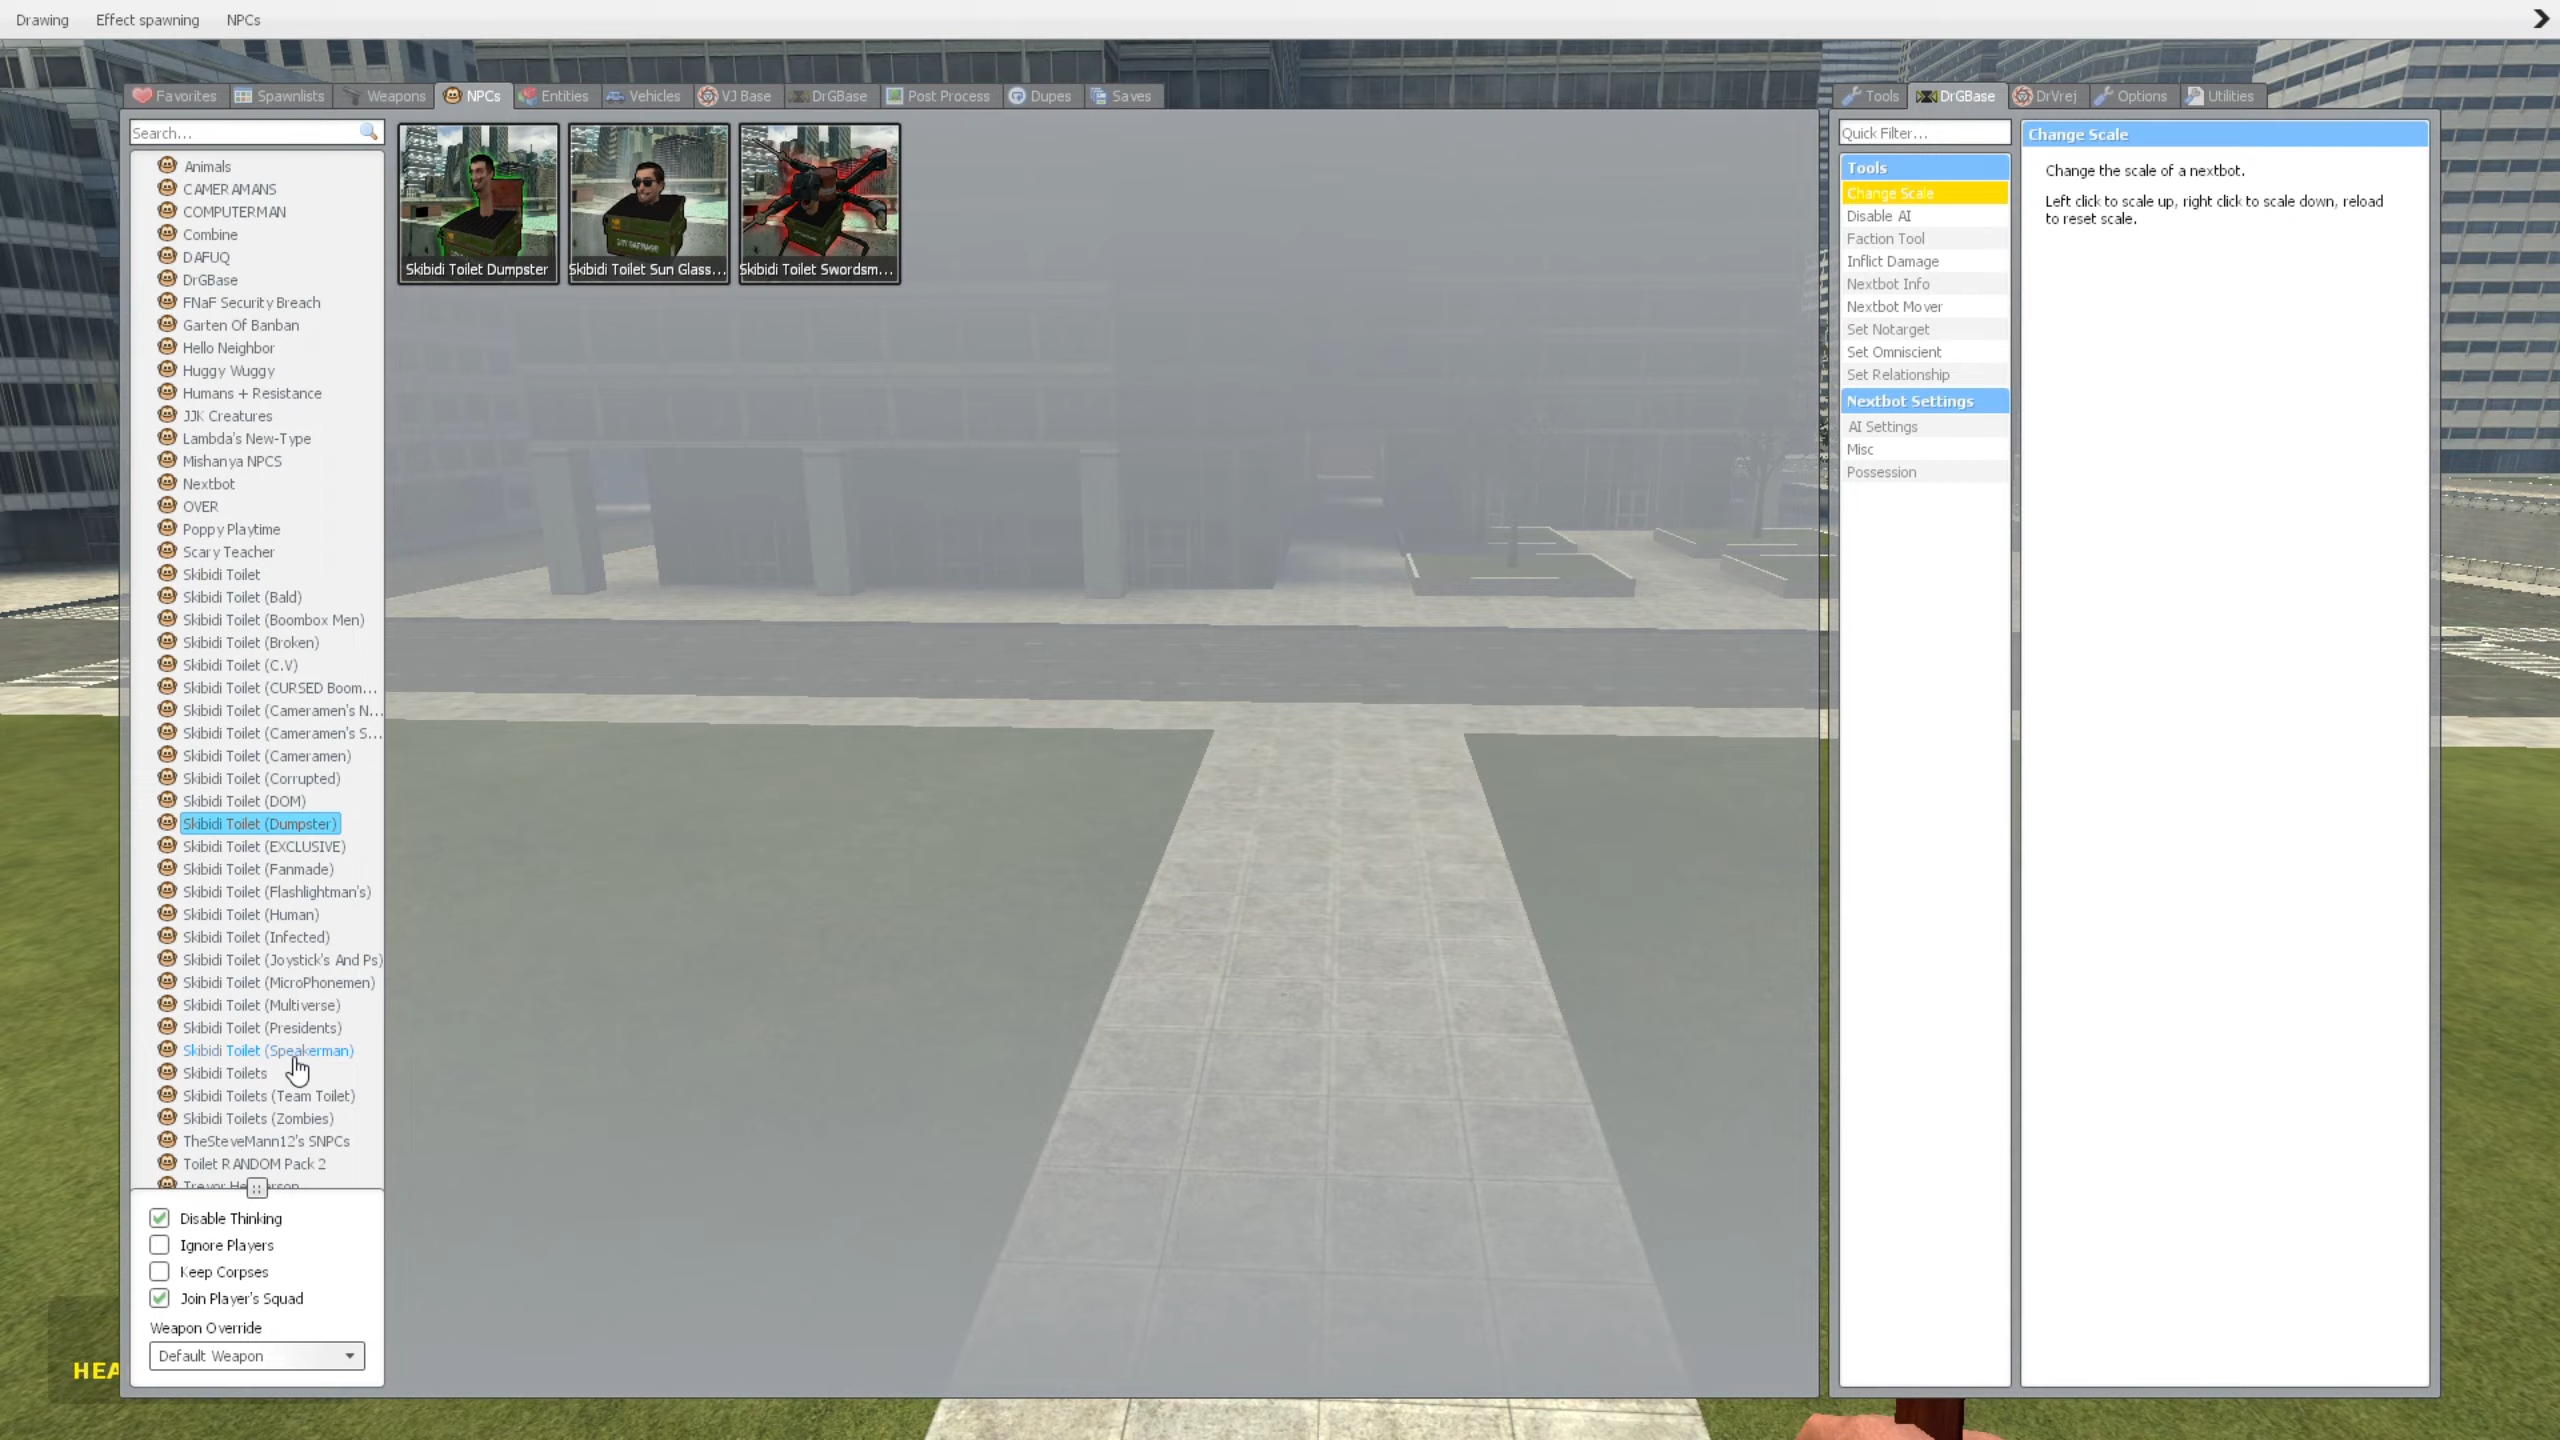 Drawing
Effect spawning
NPCs
Favorites
Spawnlists
Weapons
NPCs
Entities
Vehicles
VJ Base
DrGBase
Post Process
Dupes
Saves
Tools
DrGBase
DrVrej
Options
Utilities
Search...
Animals
CAMERAMANS
COMPUTERMAN
Combine
DAFUQ
DrGBase
FNaF Security Breach
Garten Of Banban
Hello Neighbor
Huggy Wuggy
Humans + Resistance
JJK Creatures
Lambda's New-Type
Mishanya NPCS
Nextbot
OVER
Poppy Playtime
Scary Teacher
Skibidi Toilet
Skibidi Toilet (Bald)
Skibidi Toilet (Boombox Men)
Skibidi Toilet (Broken)
Skibidi Toilet (C.V)
Skibidi Toilet (CURSED Boom...
Skibidi Toilet (Cameramen's N...
Skibidi Toilet (Cameramen's S...
Skibidi Toilet (Cameramen)
Skibidi Toilet (Corrupted)
Skibidi Toilet (DOM)
Skibidi Toilet (Dumpster)
Skibidi Toilet (EXCLUSIVE)
Skibidi Toilet (Fanmade)
Skibidi Toilet (Flashlightman's)
Skibidi Toilet (Human)
Skibidi Toilet (Infected)
Skibidi Toilet (Joystick's And Ps)
Skibidi Toilet (MicroPhonemen)
Skibidi Toilet (Multiverse)
Skibidi Toilet (Presidents)
Skibidi Toilet (Speakerman)
Skibidi Toilets
Skibidi Toilets (Team Toilet)
Skibidi Toilets (Zombies)
TheSteveMann12's SNPCs
Toilet RANDOM Pack 2
Disable Thinking
Ignore Players
Keep Corpses
Join Player's Squad
Weapon Override
Default Weapon
HEA
Skibidi Toilet Dumpster
Skibidi Toilet Sun Glass...
Skibidi Toilet Swordsm...
Quick Filter...
Tools
Change Scale
Disable AI
Faction Tool
Inflict Damage
Nextbot Info
Nextbot Mover
Set Notarget
Set Omniscient
Set Relationship
Nextbot Settings
AI Settings
Misc
Possession
Change Scale
Change the scale of a nextbot.
Left click to scale up, right click to scale down, reload
to reset scale.